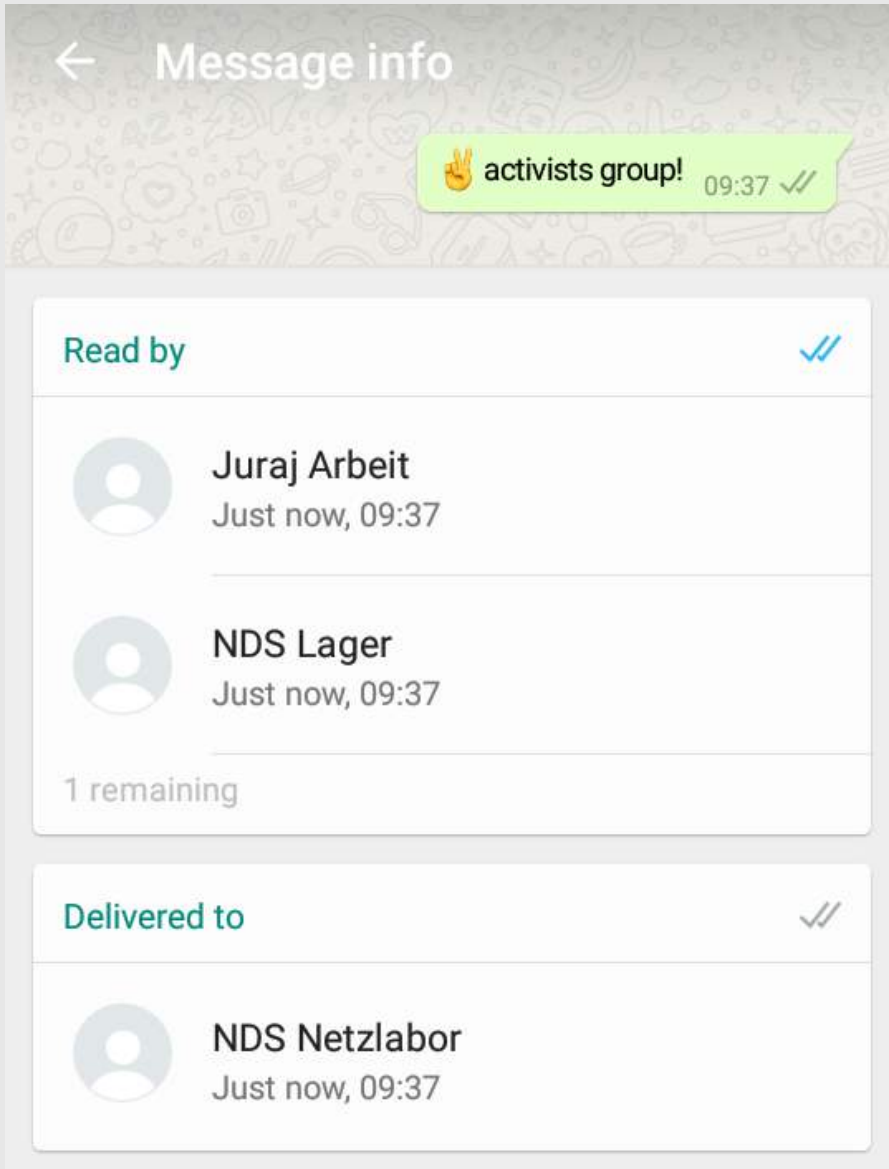 Message info
✌ activists group! 09:37
Read by
Juraj Arbeit
Just now, 09:37
NDS Lager
Just now, 09:37
1 remaining
Delivered to
NDS Netzlabor
Just now, 09:37